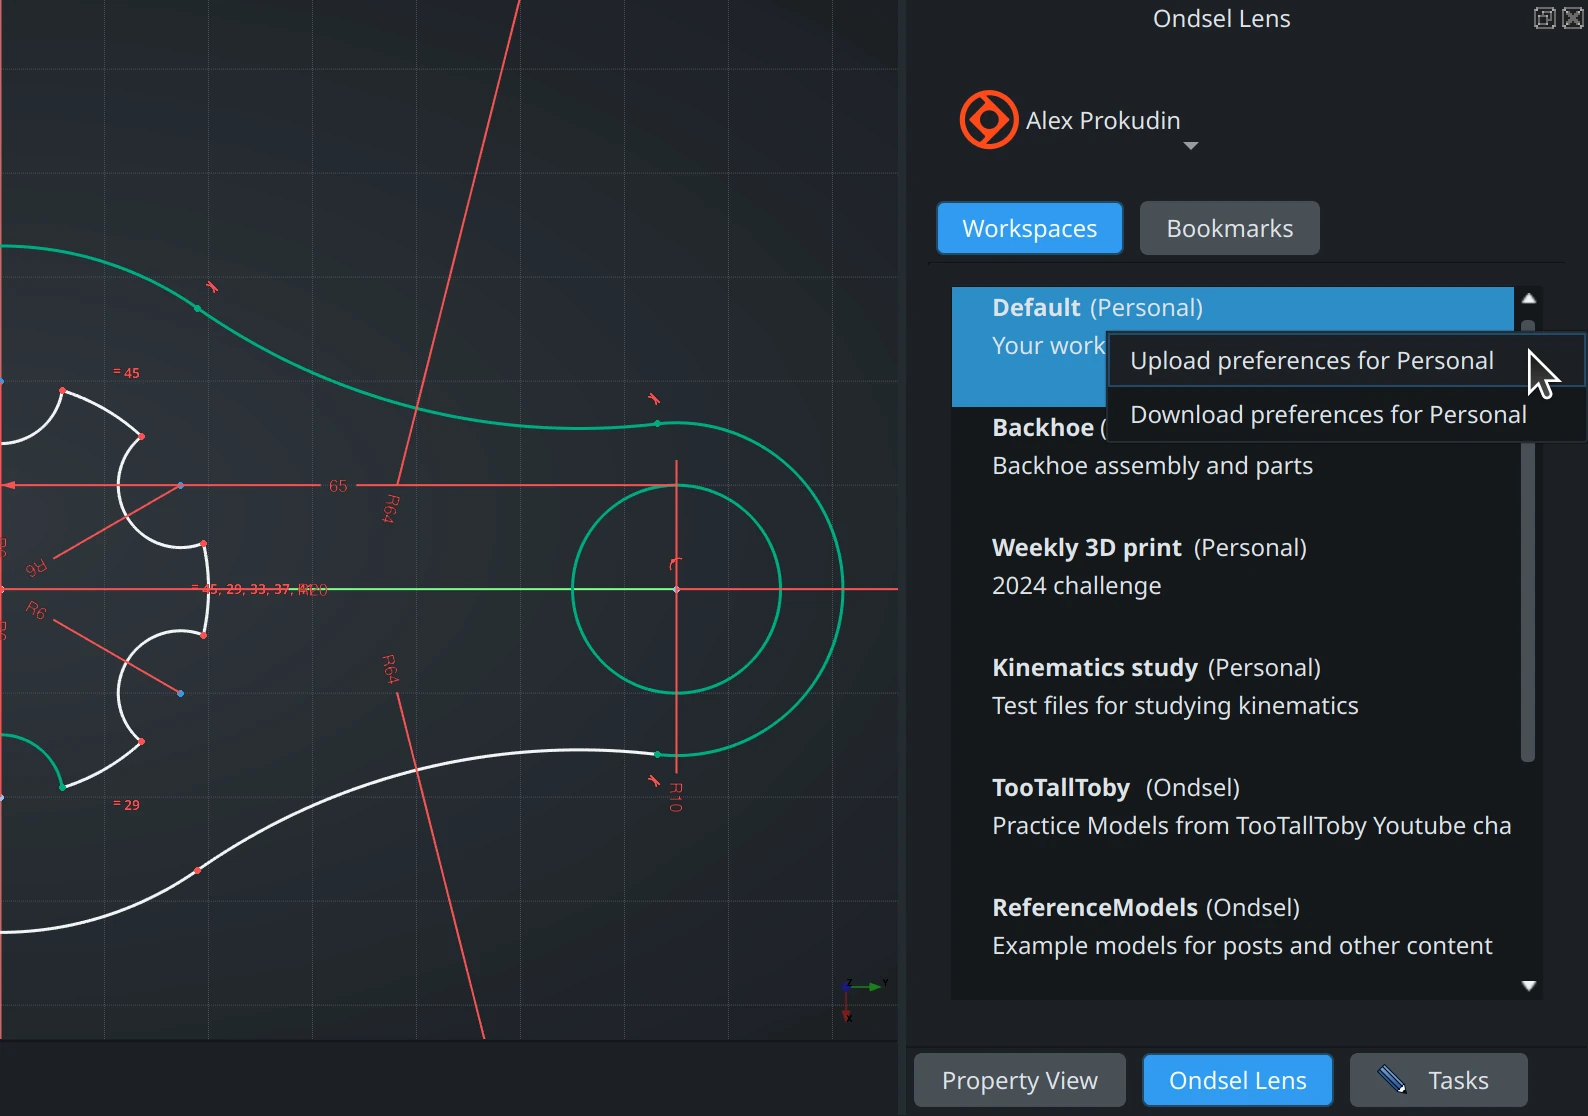 Ondsel Lens
Alex Prokudin
Workspaces
Bookmarks
Default (Personal)
Your work
Upload preferences for Personal
Download preferences for Personal
Backhoe (
Backhoe assembly and parts
Weekly 3D print (Personal)
2024 challenge
Kinematics study (Personal)
Test files for studying kinematics
TooTallToby (Ondsel)
Practice Models from TooTallToby Youtube cha
ReferenceModels (Ondsel)
Example models for posts and other content
Property View
Ondsel Lens
Tasks
= 45
65
R64
R6
= 45, 29, 33, 37,
R6
R64
R10
= 29
Z
Y
X